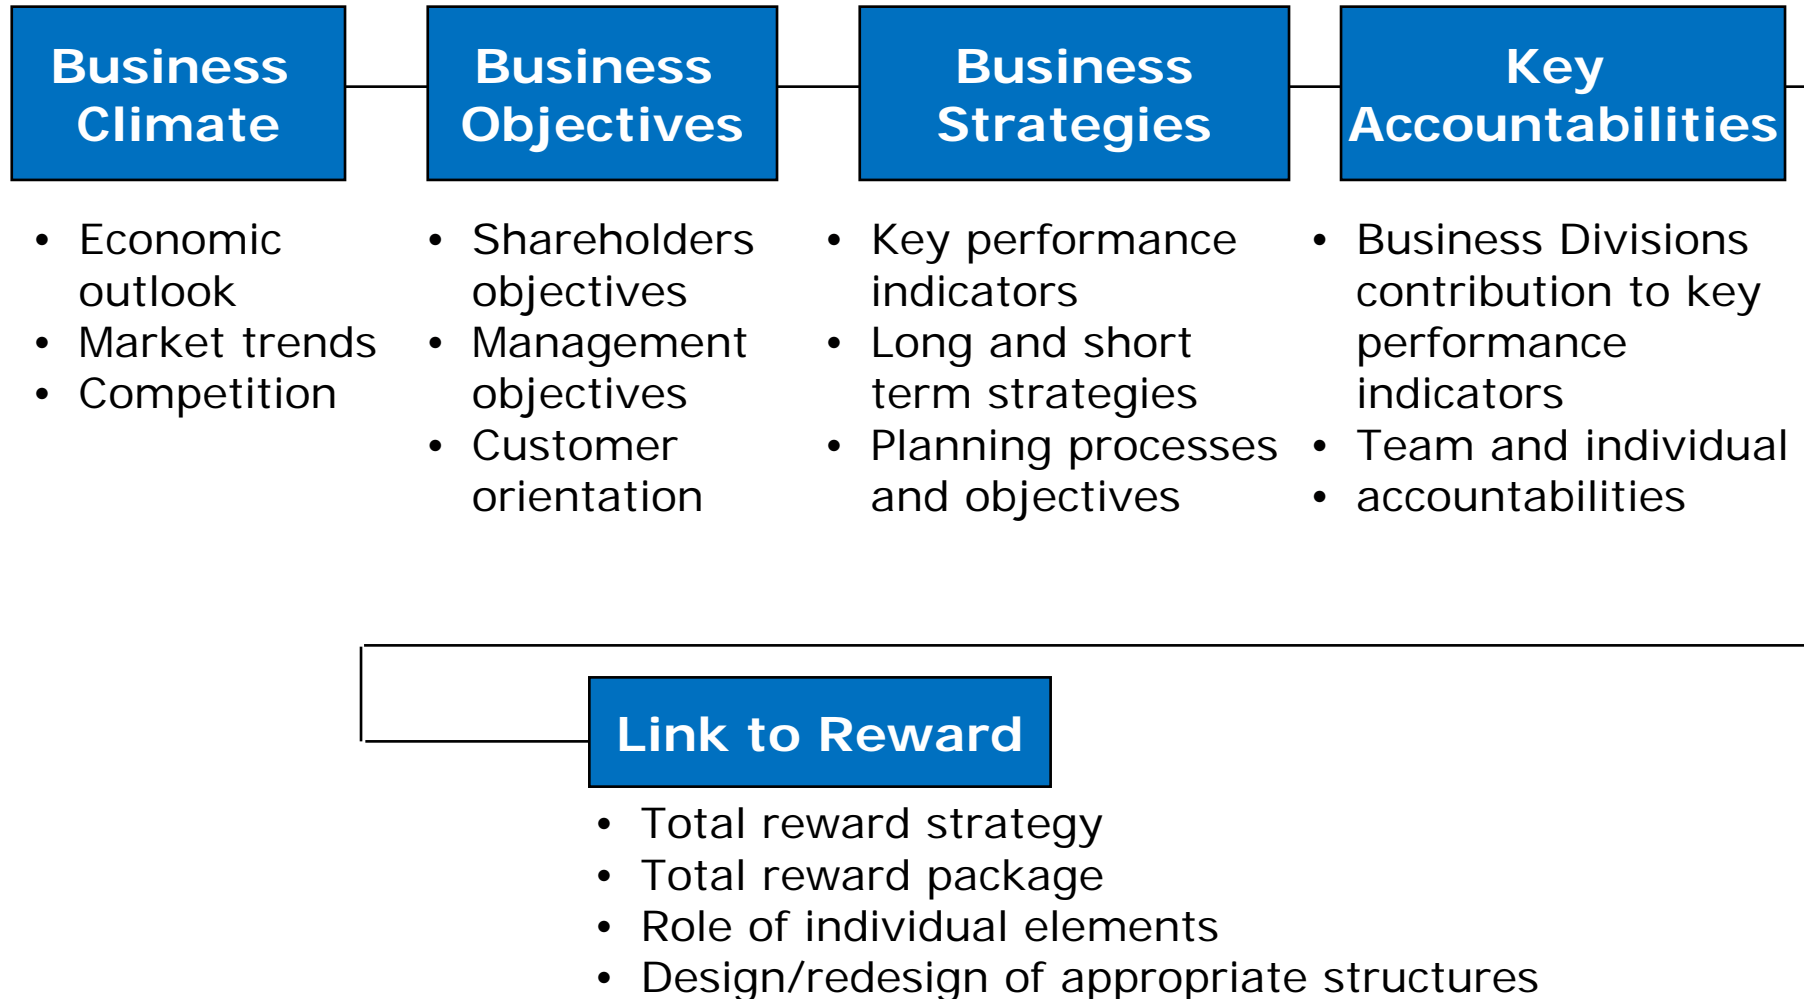 Business
Climate
• Economic
outlook
• Market trends
• Competition
Business
Objectives
• Shareholders
objectives
• Management
objectives
• Customer
orientation
Business
Strategies
• Key performance
indicators
• Long and short
term strategies
• Planning processes
and objectives
Key
Accountabilities
• Business Divisions
contribution to key
performance
indicators
• Team and individual
• accountabilities
Link to Reward
• Total reward strategy
• Total reward package
• Role of individual elements
• Design/redesign of appropriate structures